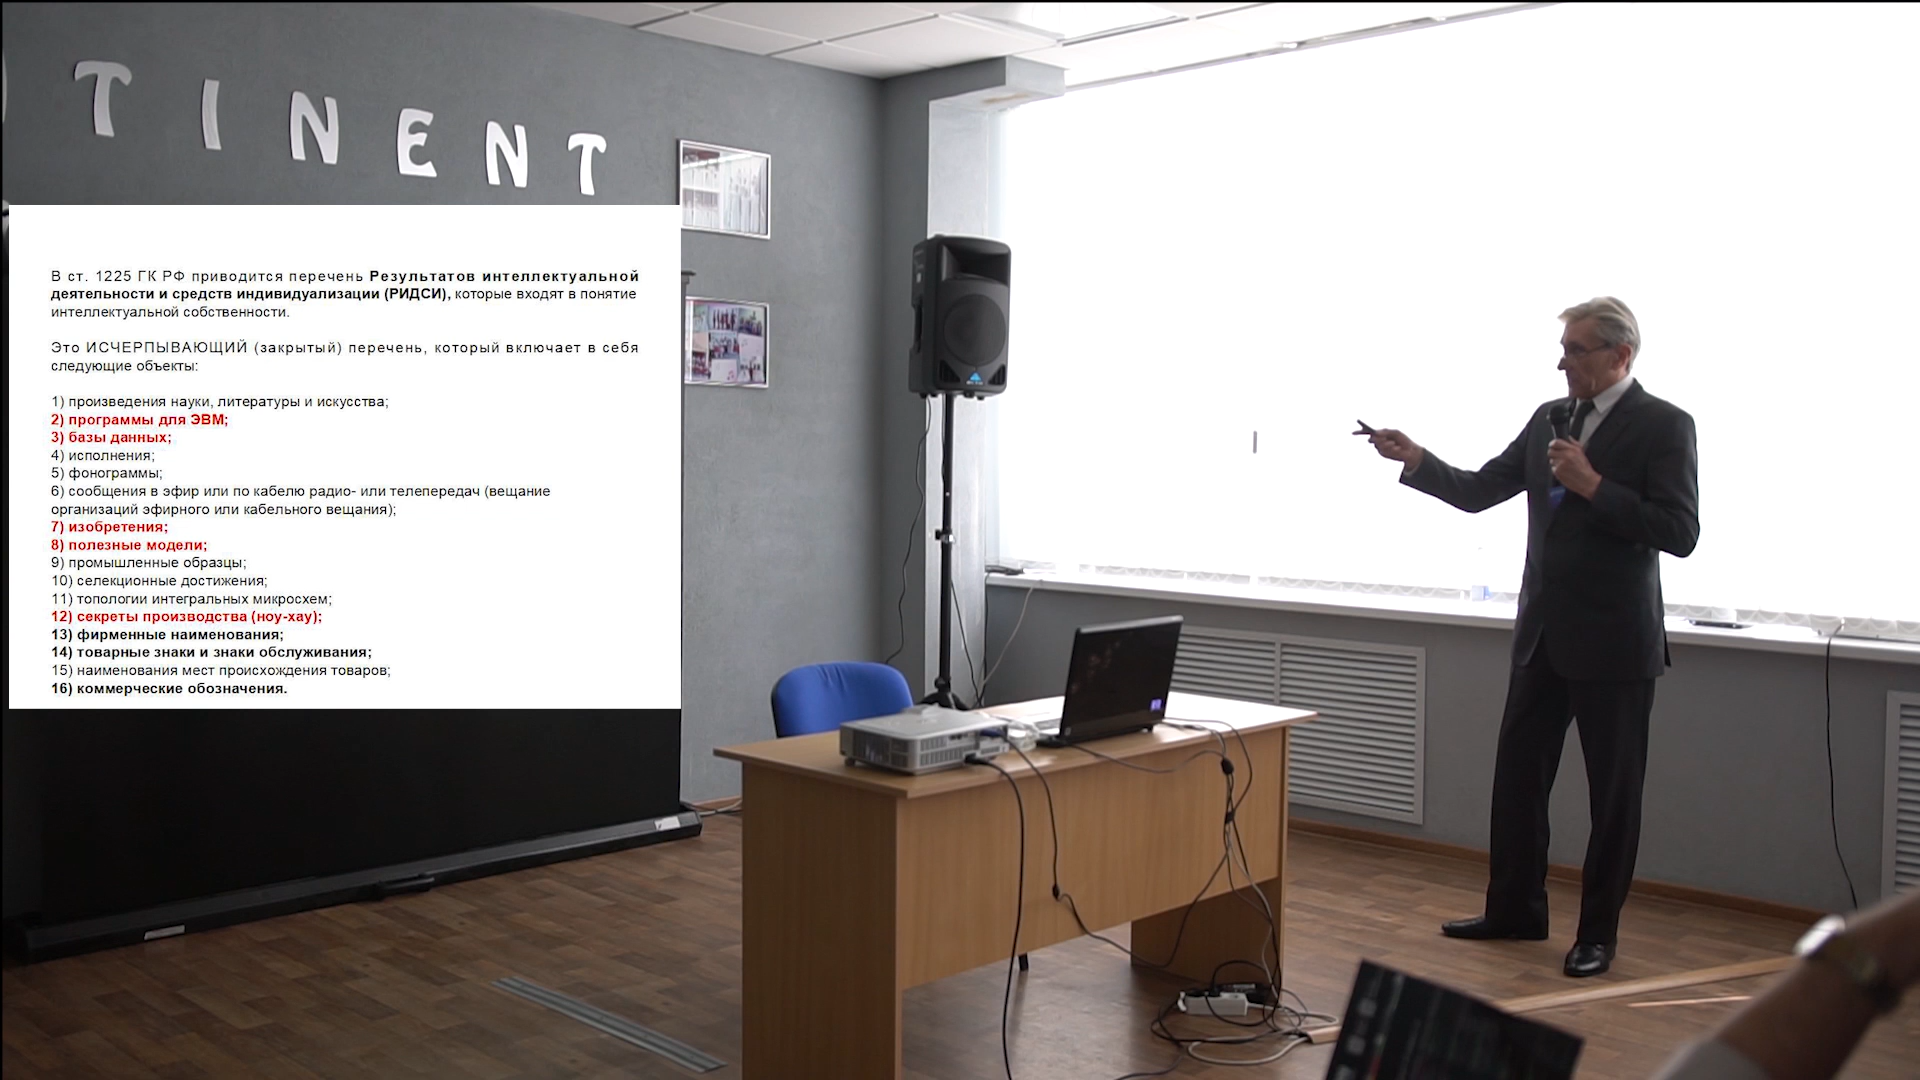 TINENT
В ст. 1225 ГК РФ приводится перечень Результатов интеллектуальной
деятельности и средств индивидуализации (РИДСИ), которые входят в понятие
интеллектуальной собственности.
Это ИСЧЕРПЫВАЮЩИЙ (закрытый) перечень, который включает в себя
следующие объекты:
1) произведения науки, литературы и искусства;
2) программы для ЭВМ;
3) базы данных;
4) исполнения;
5) фонограммы;
6) сообщения в эфир или по кабелю радио- или телепередач (вещание
организаций эфирного или кабельного вещания);
7) изобретения;
8) полезные модели;
9) промышленные образцы;
10) селекционные достижения;
11) топологии интегральных микросхем;
12) секреты производства (ноу-хау);
13) фирменные наименования;
14) товарные знаки и знаки обслуживания;
15) наименования мест происхождения товаров;
16) коммерческие обозначения.